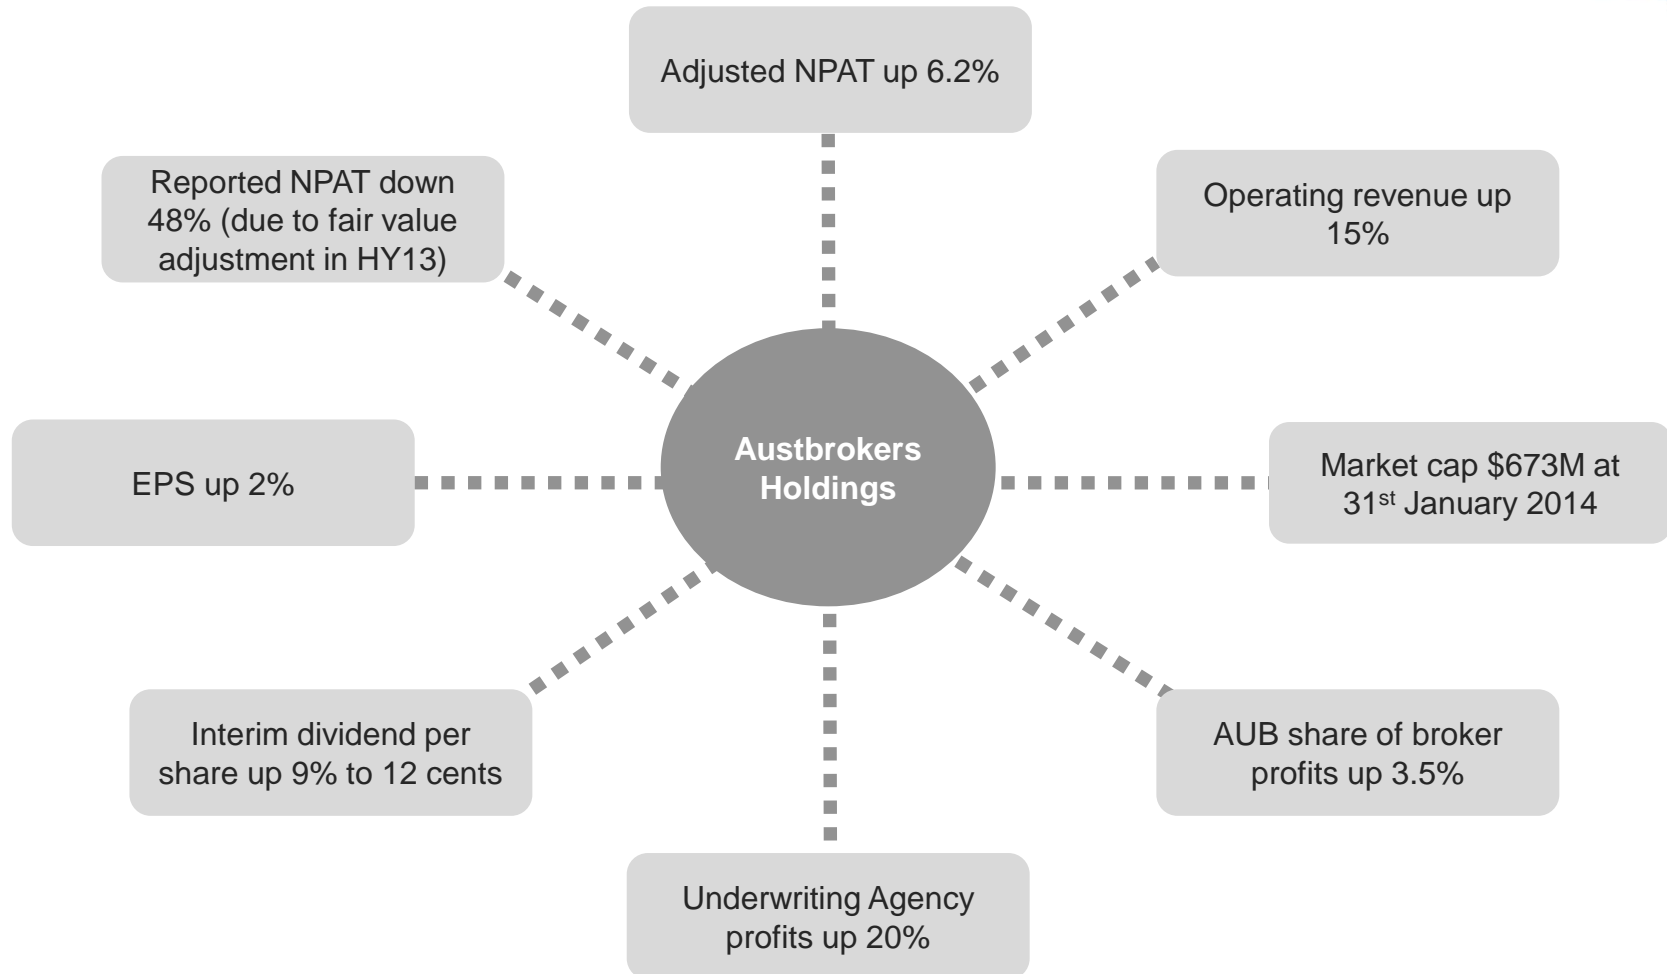 Adjusted NPAT up 6.2%
Reported NPAT down
48% (due to fair value
adjustment in HY13)
Operating revenue up
15%
Austbrokers
Holdings
EPS up 2%
Market cap $673M at
31st January 2014
Interim dividend per
share up 9% to 12 cents
AUB share of broker
profits up 3.5%
Underwriting Agency
profits up 20%